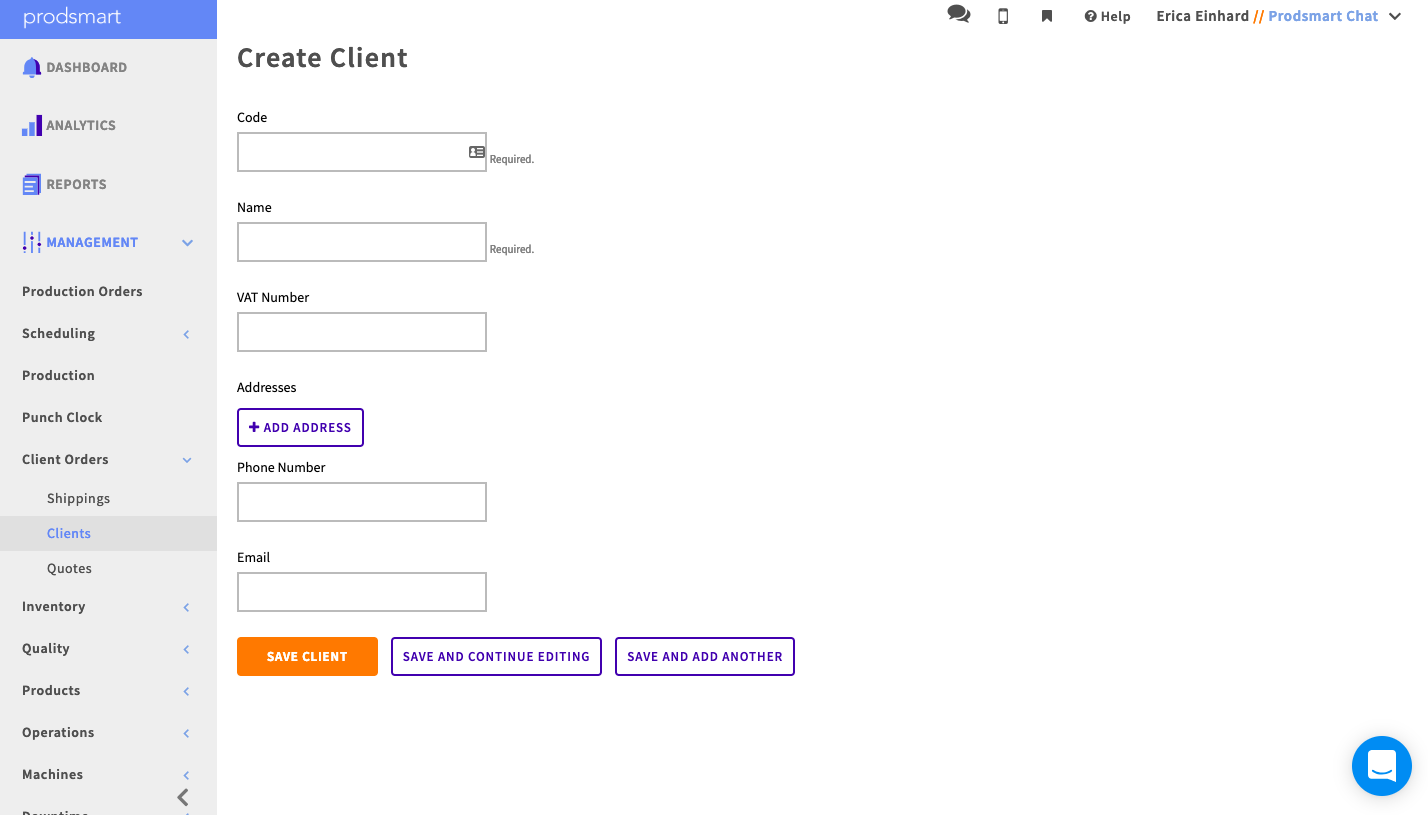 prodsmart
Help
Erica Einhard // Prodsmart Chat
DASHBOARD
ANALYTICS
REPORTS
MANAGEMENT
Production Orders
Scheduling
Production
Punch Clock
Client Orders
Shippings
Clients
Quotes
Inventory
Quality
Products
Operations
Machines
Downtime
Create Client
Code
Required.
Name
Required.
VAT Number
Addresses
ADD ADDRESS
Phone Number
Email
SAVE CLIENT
SAVE AND CONTINUE EDITING
SAVE AND ADD ANOTHER